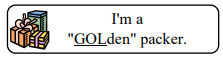 I'm a
"GOLden" packer.